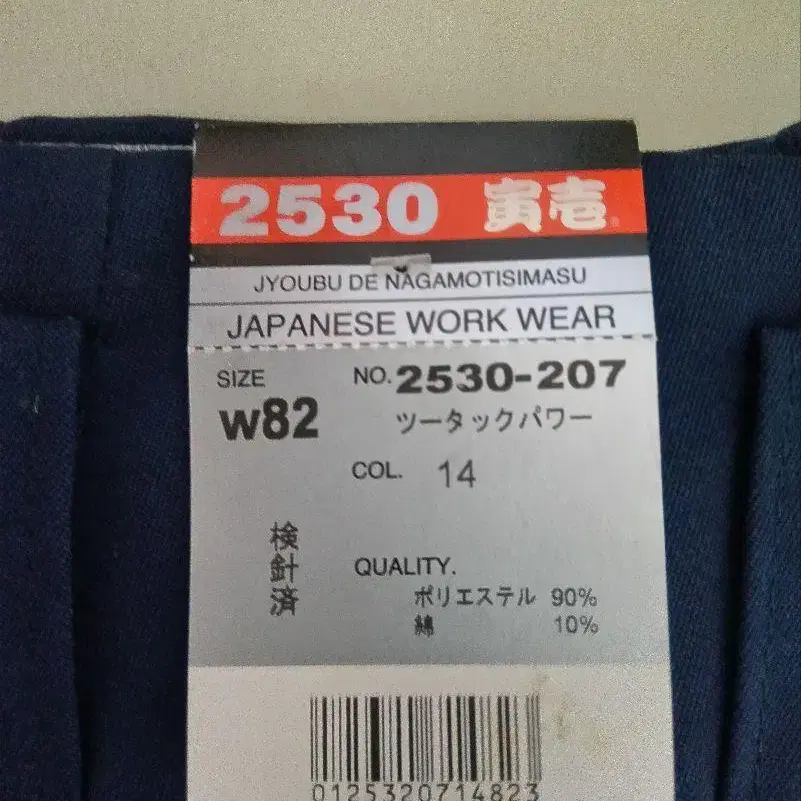 2530 寅壱®
JYOUBU DE NAGAMOTISIMASU
JAPANESE WORK WEAR
SIZE NO. 2530-207
W82 ツータックパワー
COL. 14
検針済
QUALITY.
ポリエステル 90%
綿 10%
0125320714823